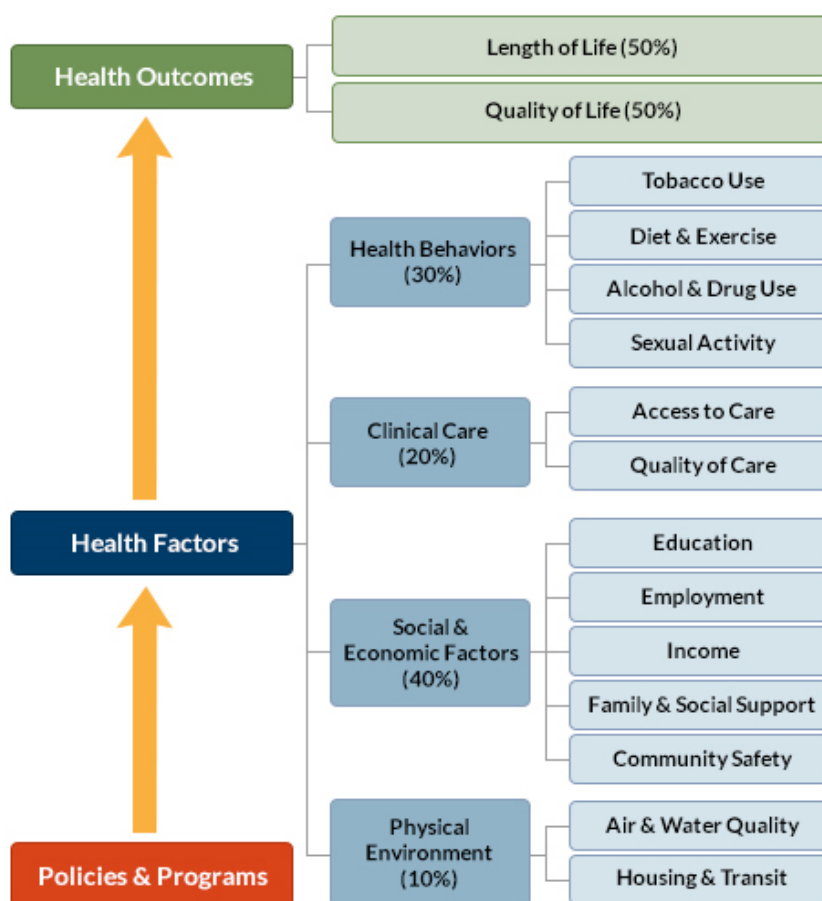 Health Outcomes
Length of Life (50%)
Quality of Life (50%)
Health Behaviors
(30%)
Tobacco Use
Diet & Exercise
Alcohol & Drug Use
Sexual Activity
Clinical Care
(20%)
Access to Care
Quality of Care
Health Factors
Social &
Economic Factors
(40%)
Education
Employment
Income
Family & Social Support
Community Safety
Physical
Environment
(10%)
Air & Water Quality
Housing & Transit
Policies & Programs